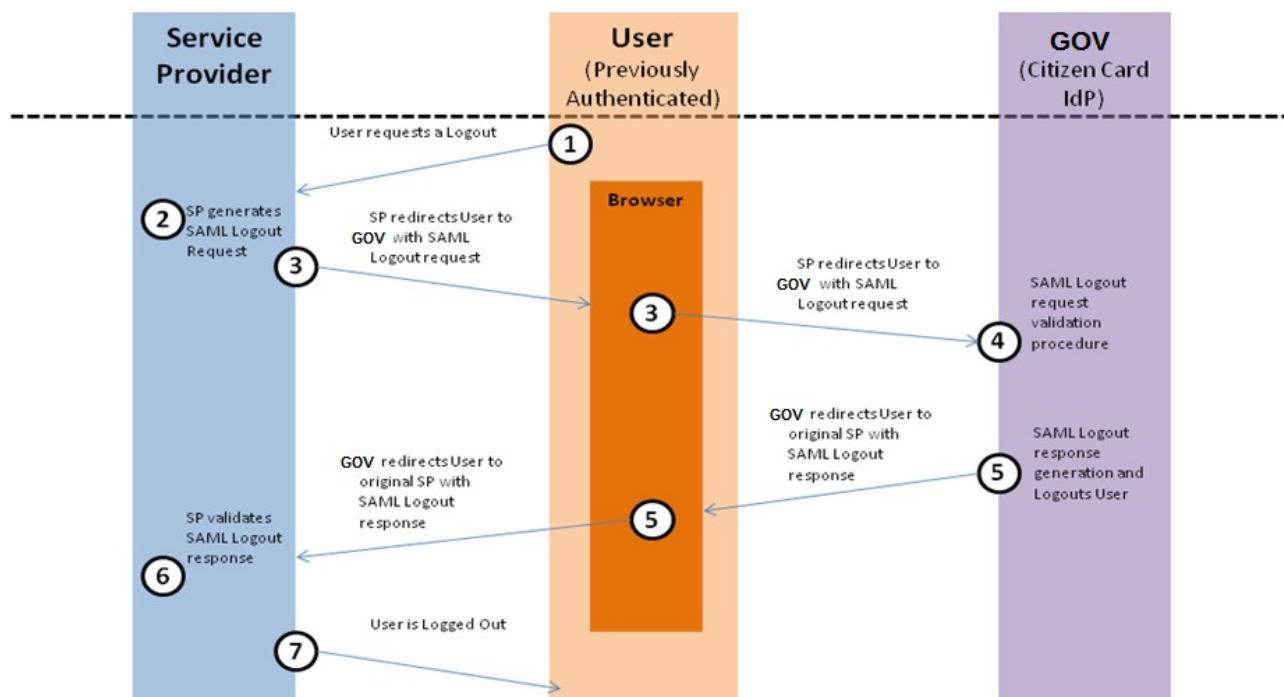 Service
Provider
User
(Previously
Authenticated)
GOV
(Citizen Card
IdP)
User requests a Logout
1
Browser
2
SP generates
SAML Logout
Request
3
SP redirects User to
GOV with SAML
Logout request
3
SP redirects User to
GOV with SAML
Logout request
4
SAML Logout
request
validation
procedure
GOV redirects User to
original SP with
SAML Logout
response
5
SAML Logout
response
generation and
Logouts User
GOV redirects User to
original SP with
SAML Logout
response
5
SP validates
SAML Logout
response
6
User is Logged Out
7